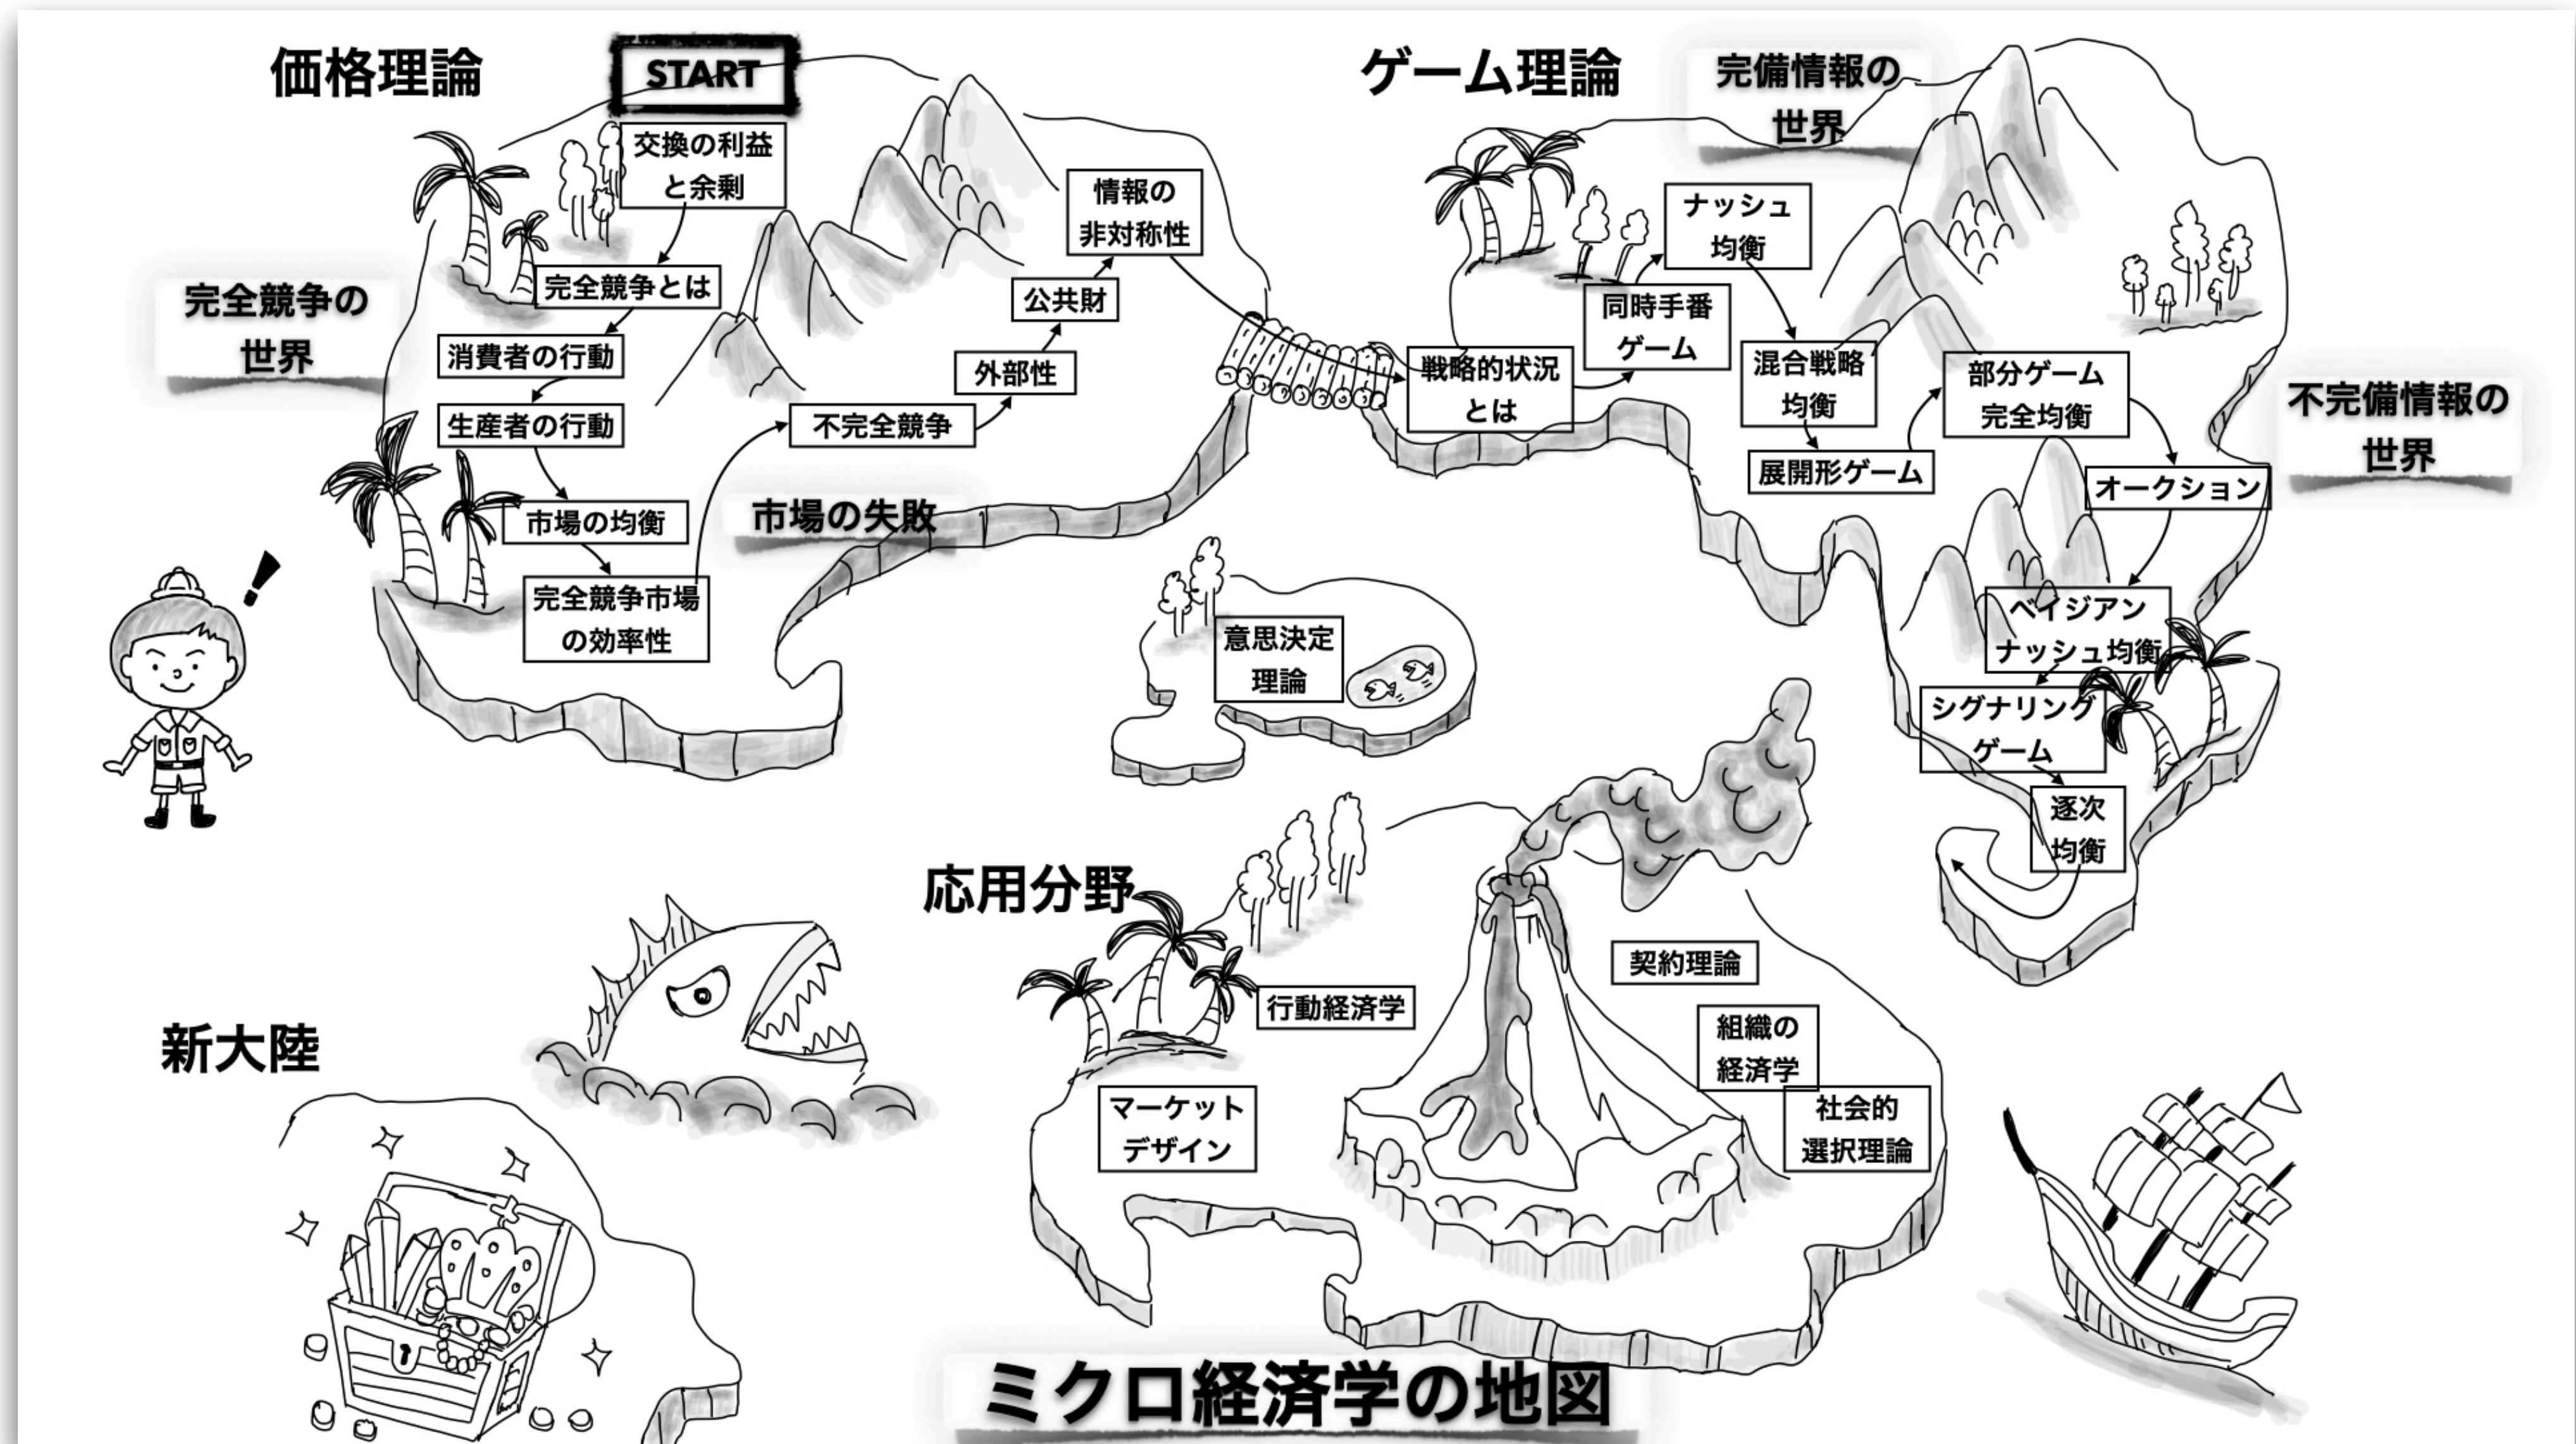 価格理論
START
交換の利益
と余剰
完全競争とは
完全競争の
世界
消費者の行動
生産者の行動
市場の均衡
完全競争市場
の効率性
市場の失敗
不完全競争
外部性
公共財
情報の
非対称性
ゲーム理論
完備情報の
世界
戦略的状況
とは
同時手番
ゲーム
ナッシュ
均衡
混合戦略
均衡
展開形ゲーム
部分ゲーム
完全均衡
不完備情報の
世界
オークション
ベイジアン
ナッシュ均衡
シグナリング
ゲーム
逐次
均衡
意思決定
理論
応用分野
行動経済学
マーケット
デザイン
契約理論
組織の
経済学
社会的
選択理論
新大陸
ミクロ経済学の地図